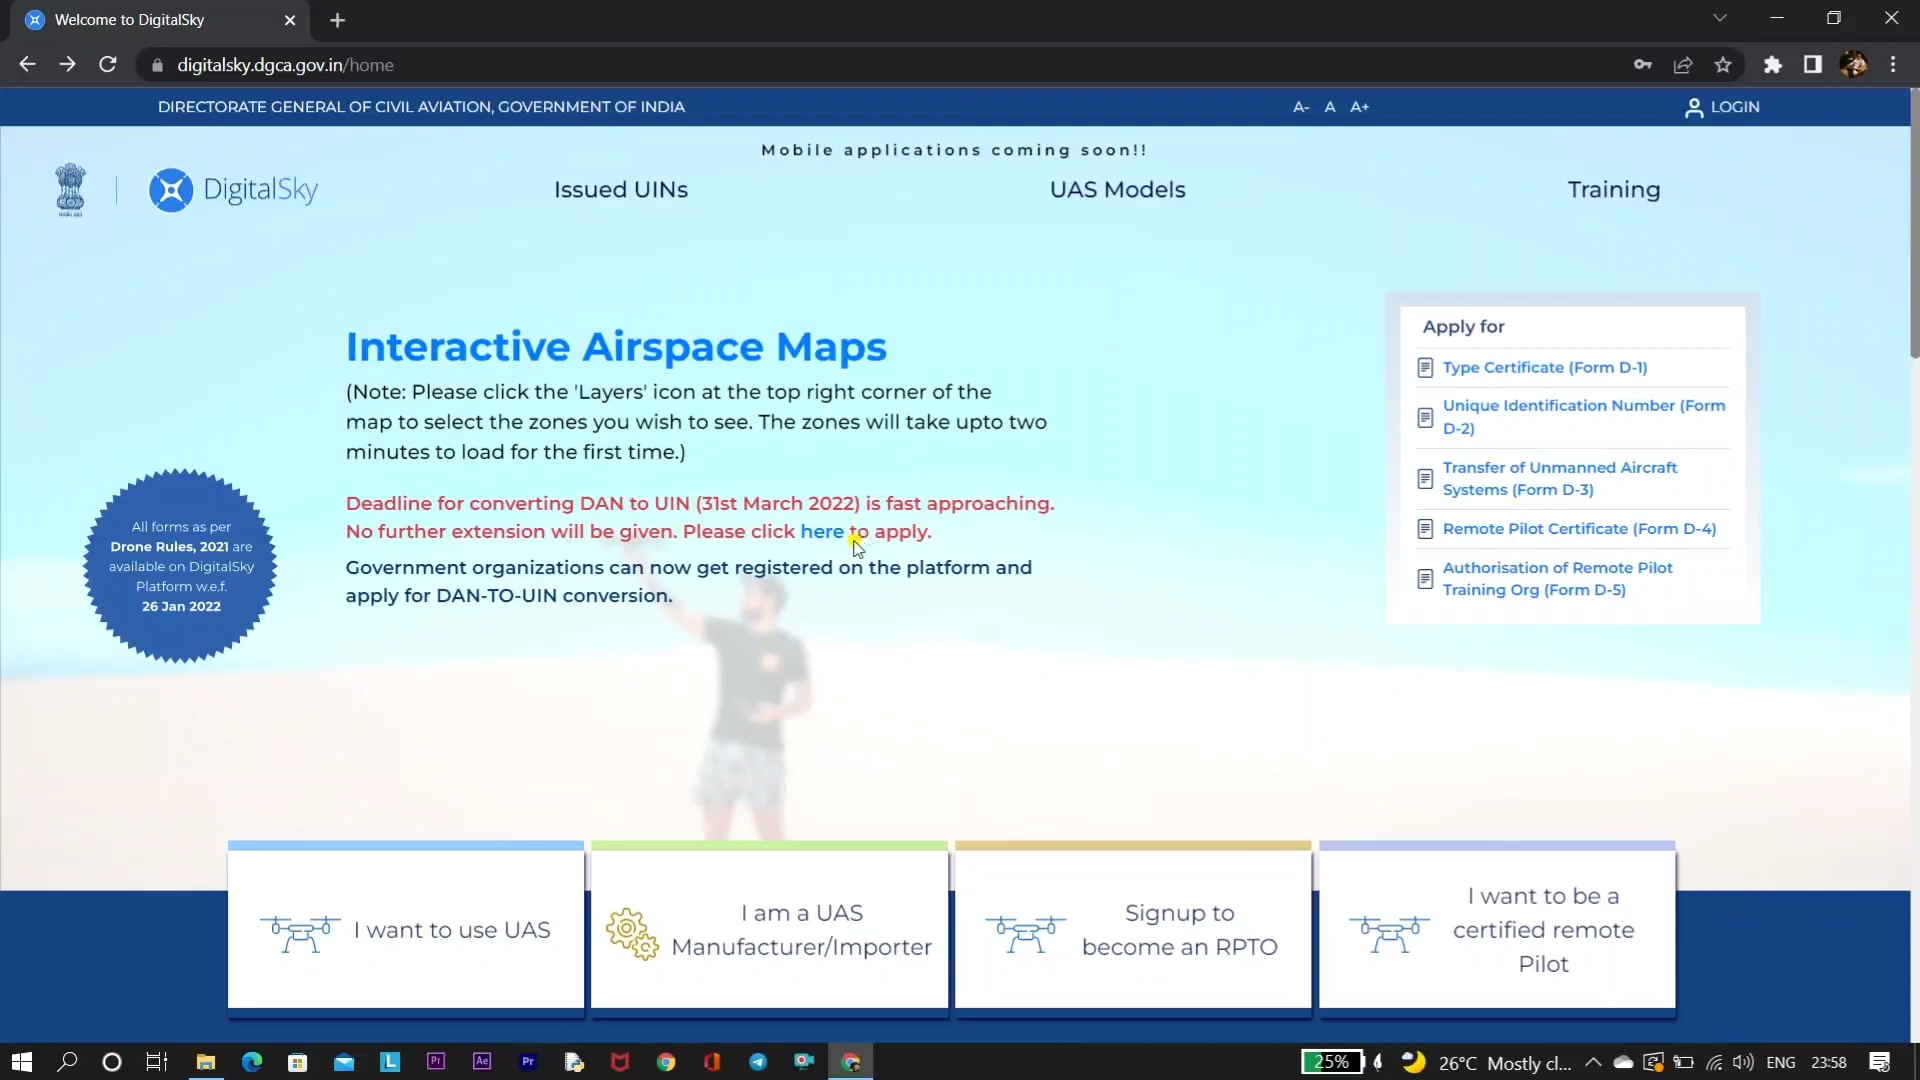 Welcome to DigitalSky
digitalsky.dgca.gov.in/home
DIRECTORATE GENERAL OF CIVIL AVIATION, GOVERNMENT OF INDIA
A- A A+
LOGIN
Mobile applications coming soon!!
DigitalSky
Issued UINs
UAS Models
Training
Interactive Airspace Maps
(Note: Please click the 'Layers' icon at the top right corner of the
map to select the zones you wish to see. The zones will take upto two
minutes to load for the first time.)
Deadline for converting DAN to UIN (31st March 2022) is fast approaching.
No further extension will be given. Please click here to apply.
Government organizations can now get registered on the platform and
apply for DAN-TO-UIN conversion.
All forms as per
Drone Rules, 2021 are
available on DigitalSky
Platform w.e.f.
26 Jan 2022
Apply for
Type Certificate (Form D-1)
Unique Identification Number (Form
D-2)
Transfer of Unmanned Aircraft
Systems (Form D-3)
Remote Pilot Certificate (Form D-4)
Authorisation of Remote Pilot
Training Org (Form D-5)
I want to use UAS
I am a UAS
Manufacturer/Importer
Signup to
become an RPTO
I want to be a
certified remote
Pilot
L
Pr
Ae
Pr
25%
26°C Mostly cl...
ENG
23:58